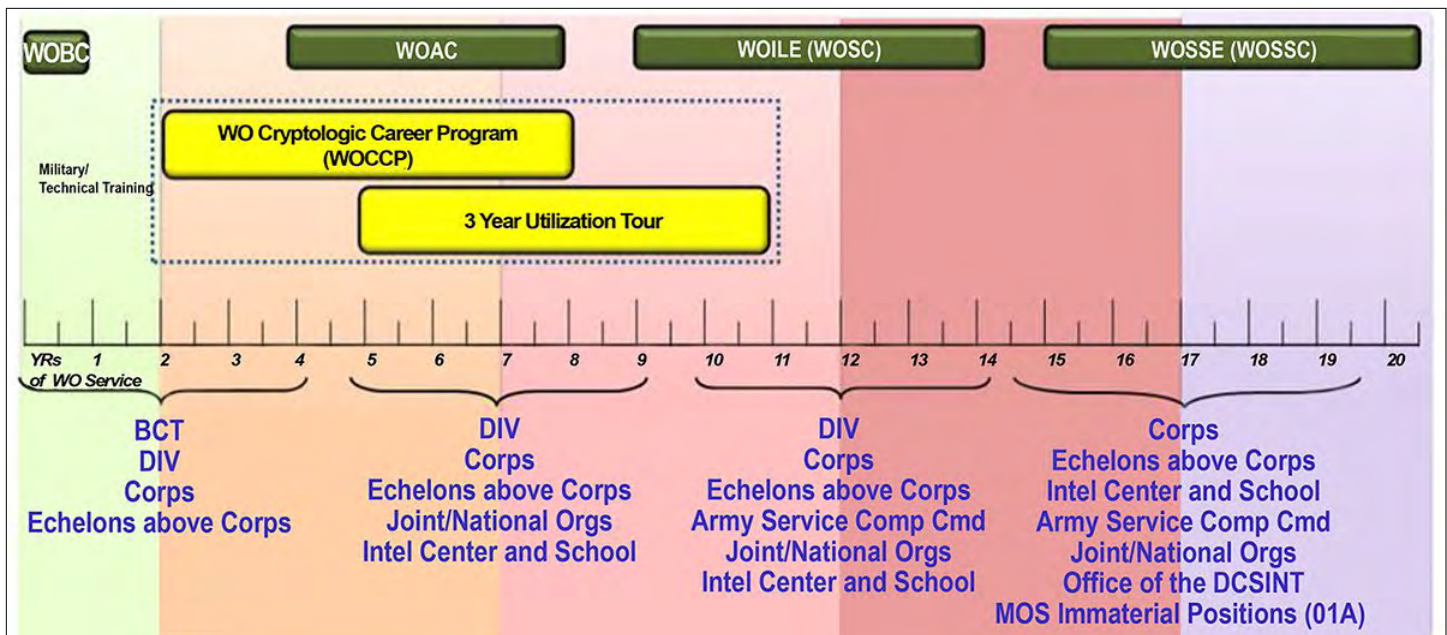 WOBC
WOAC
WOILE (WOSC)
WOSSE (WOSSC)
WO Cryptologic Career Program
(WOCCP)
Military/
Technical Training
3 Year Utilization Tour
YRs 1 2 3 4 5 6 7 8 9 10 11 12 13 14 15 16 17 18 19 20
of WO Service
BCT
DIV
Corps
Echelons above Corps
DIV
Corps
Echelons above Corps
Joint/National Orgs
Intel Center and School
DIV
Corps
Echelons above Corps
Army Service Comp Cmd
Joint/National Orgs
Intel Center and School
Corps
Echelons above Corps
Intel Center and School
Army Service Comp Cmd
Joint/National Orgs
Office of the DCSINT
MOS Immaterial Positions (01A)